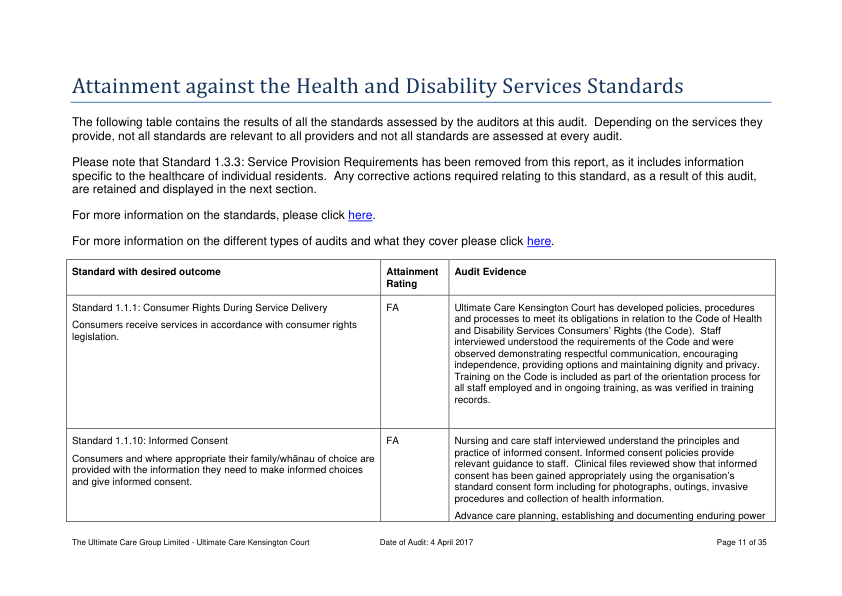 Attainment against the Health and Disability Services Standards
The following table contains the results of all the standards assessed by the auditors at this audit.  Depending on the services they
provide, not all standards are relevant to all providers and not all standards are assessed at every audit.
Please note that Standard 1.3.3: Service Provision Requirements has been removed from this report, as it includes information
specific to the healthcare of individual residents.  Any corrective actions required relating to this standard, as a result of this audit,
are retained and displayed in the next section.
For more information on the standards, please click here.
For more information on the different types of audits and what they cover please click here.
Standard with desired outcome
Attainment
Rating
Audit Evidence
Standard 1.1.1: Consumer Rights During Service Delivery
Consumers receive services in accordance with consumer rights
legislation.
FA
Ultimate Care Kensington Court has developed policies, procedures
and processes to meet its obligations in relation to the Code of Health
and Disability Services Consumers' Rights (the Code).  Staff
interviewed understood the requirements of the Code and were
observed demonstrating respectful communication, encouraging
independence, providing options and maintaining dignity and privacy.
Training on the Code is included as part of the orientation process for
all staff employed and in ongoing training, as was verified in training
records.
Standard 1.1.10: Informed Consent
Consumers and where appropriate their family/whānau of choice are
provided with the information they need to make informed choices
and give informed consent.
FA
Nursing and care staff interviewed understand the principles and
practice of informed consent. Informed consent policies provide
relevant guidance to staff.  Clinical files reviewed show that informed
consent has been gained appropriately using the organisation's
standard consent form including for photographs, outings, invasive
procedures and collection of health information.
Advance care planning, establishing and documenting enduring power
The Ultimate Care Group Limited - Ultimate Care Kensington Court
Date of Audit: 4 April 2017
Page 11 of 35